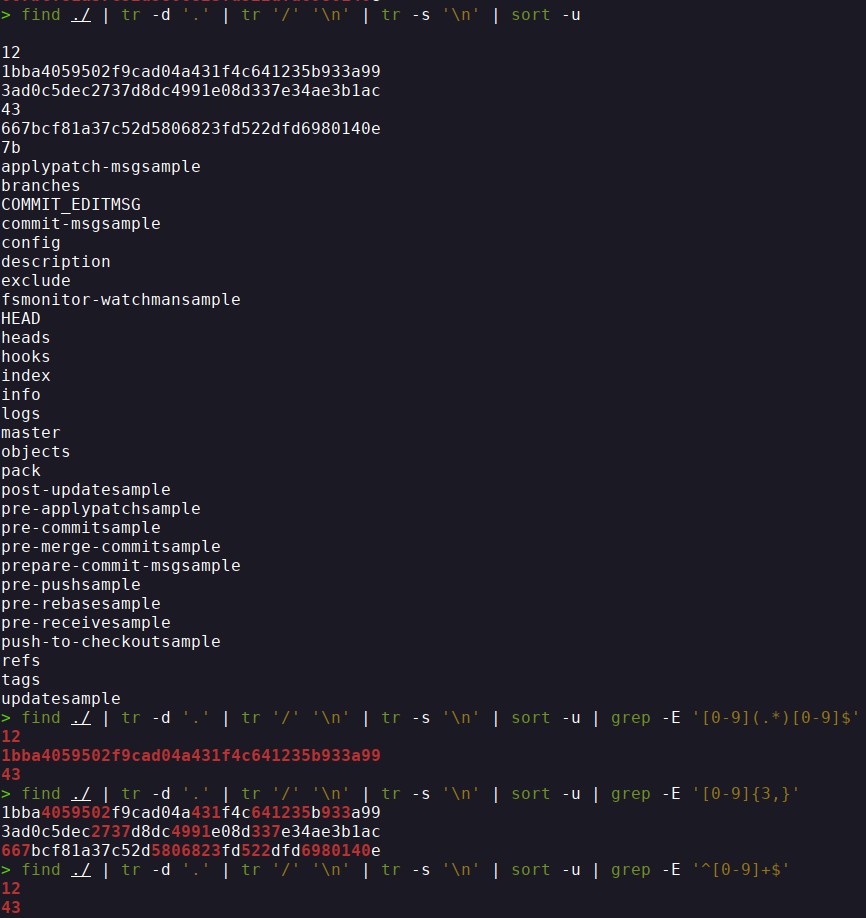 > find ./ | tr -d '.' | tr '/' '\n' | tr -s '\n' | sort -u

12
1bba4059502f9cad04a431f4c641235b933a99
3ad0c5dec2737d8dc4991e08d337e34ae3b1ac
43
667bcf81a37c52d5806823fd522dfd6980140e
7b
applypatch-msgsample
branches
COMMIT_EDITMSG
commit-msgsample
config
description
exclude
fsmonitor-watchmansample
HEAD
heads
hooks
index
info
logs
master
objects
pack
post-updatesample
pre-applypatchsample
pre-commitsample
pre-merge-commitsample
prepare-commit-msgsample
pre-pushsample
pre-rebasesample
pre-receivesample
push-to-checkoutsample
refs
tags
updatesample
> find ./ | tr -d '.' | tr '/' '\n' | tr -s '\n' | sort -u | grep -E '[0-9](.*)[0-9]$'
12
1bba4059502f9cad04a431f4c641235b933a99
43
> find ./ | tr -d '.' | tr '/' '\n' | tr -s '\n' | sort -u | grep -E '[0-9]{3,}'
1bba4059502f9cad04a431f4c641235b933a99
3ad0c5dec2737d8dc4991e08d337e34ae3b1ac
667bcf81a37c52d5806823fd522dfd6980140e
> find ./ | tr -d '.' | tr '/' '\n' | tr -s '\n' | sort -u | grep -E '^[0-9]+$'
12
43